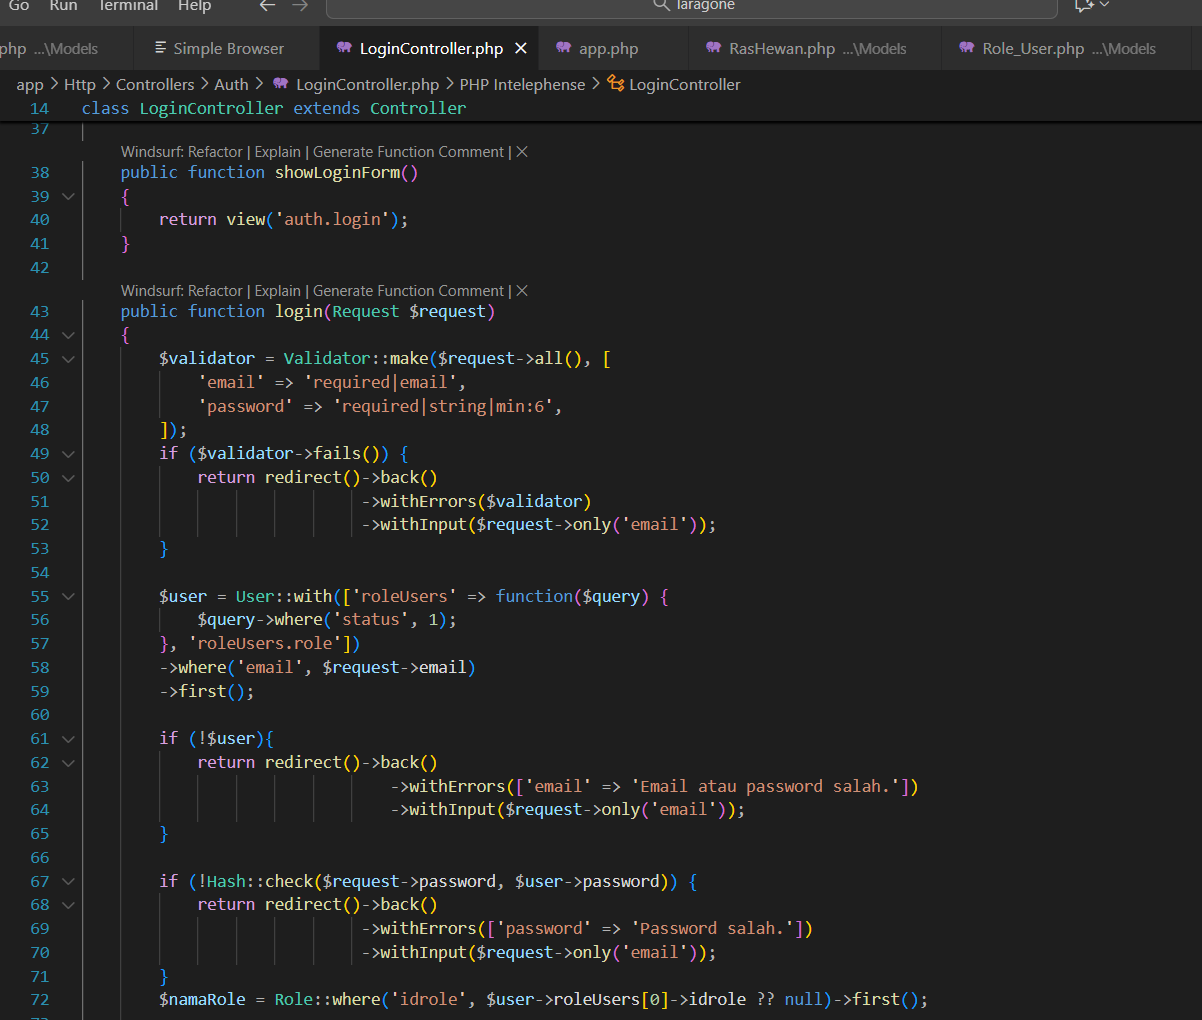 Go Run Terminal Help laragone
php ...\Models Simple Browser LoginController.php app.php RasHewan.php ...\Models Role_User.php ...\Models
app > Http > Controllers > Auth > LoginController.php > PHP Intelephense > LoginController
14 class LoginController extends Controller
37
Windsurf: Refactor | Explain | Generate Function Comment | ×
38 public function showLoginForm()
39 {
40 return view('auth.login');
41 }
42
Windsurf: Refactor | Explain | Generate Function Comment | ×
43 public function login(Request $request)
44 {
45 $validator = Validator::make($request->all(), [
46 'email' => 'required|email',
47 'password' => 'required|string|min:6',
48 ]);
49 if ($validator->fails()) {
50 return redirect()->back()
51 ->withErrors($validator)
52 ->withInput($request->only('email'));
53 }
54
55 $user = User::with(['roleUsers' => function($query) {
56 $query->where('status', 1);
57 }, 'roleUsers.role'])
58 ->where('email', $request->email)
59 ->first();
60
61 if (!$user){
62 return redirect()->back()
63 ->withErrors(['email' => 'Email atau password salah.'])
64 ->withInput($request->only('email'));
65 }
66
67 if (!Hash::check($request->password, $user->password)) {
68 return redirect()->back()
69 ->withErrors(['password' => 'Password salah.'])
70 ->withInput($request->only('email'));
71 }
72 $namaRole = Role::where('idrole', $user->roleUsers[0]->idrole ?? null)->first();